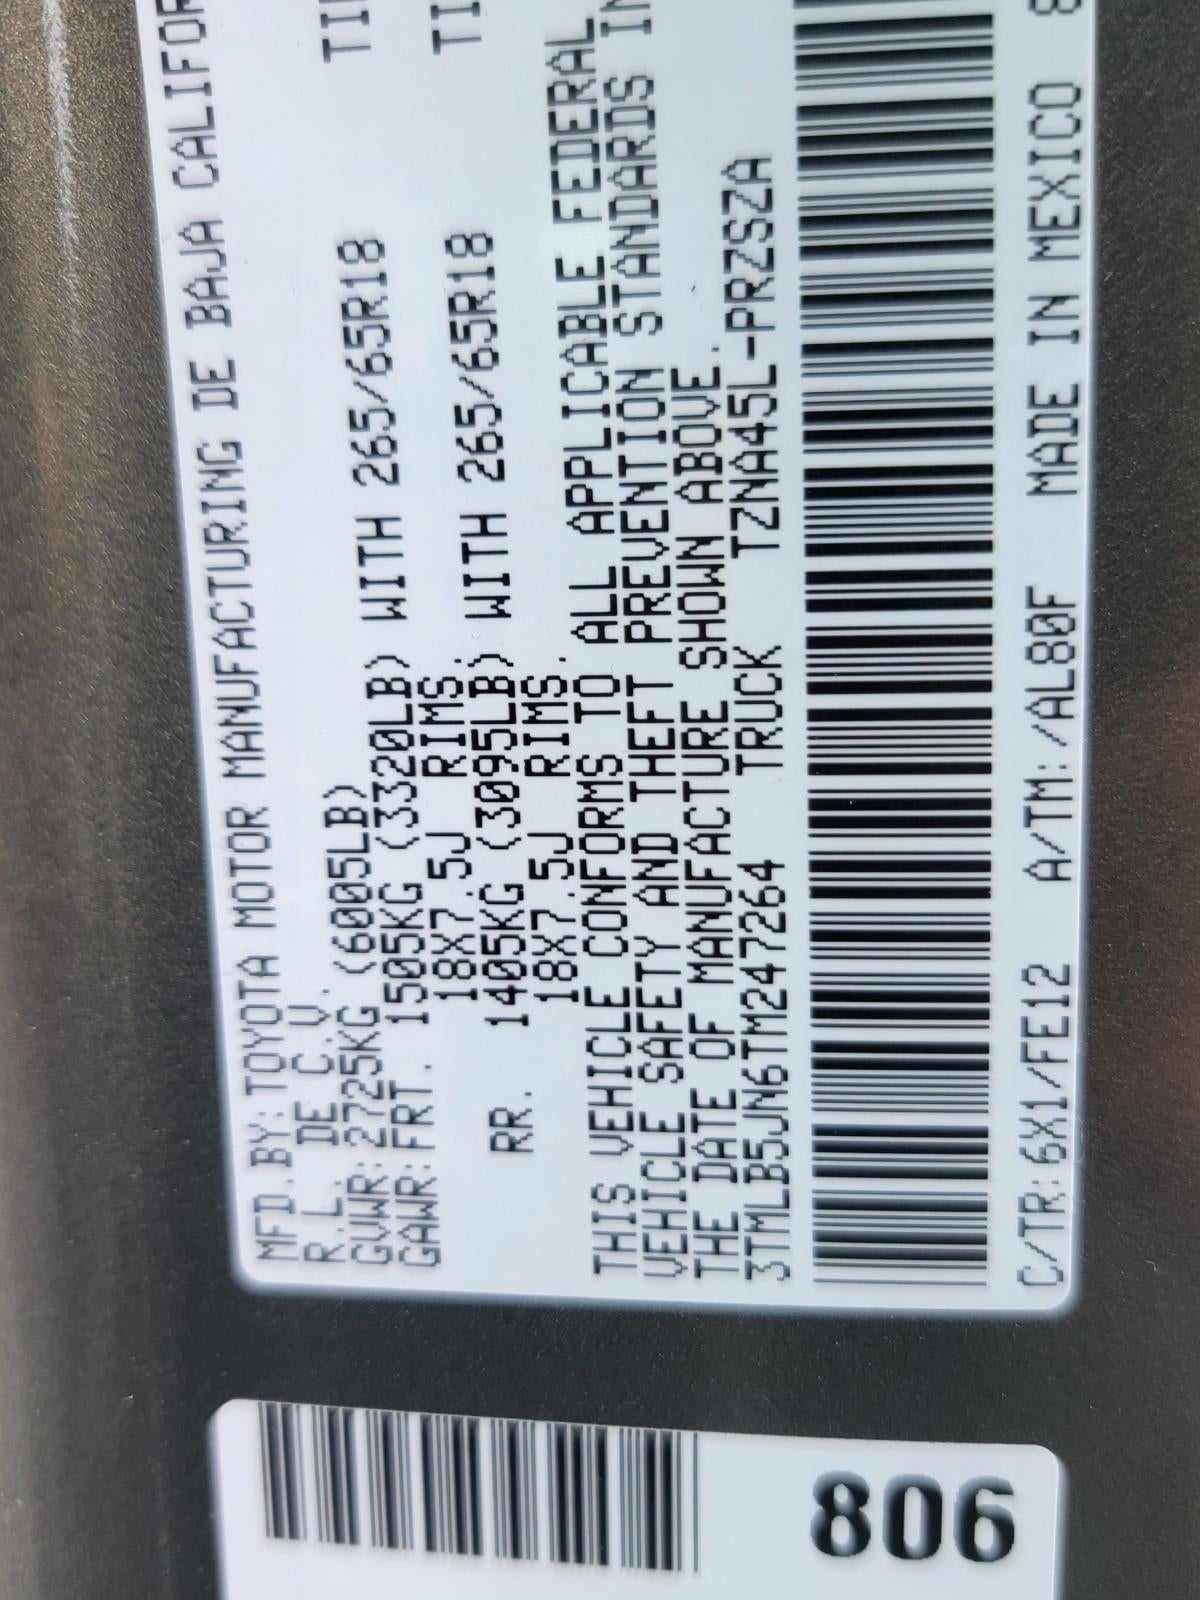 MFD.BY:TOYOTA MOTOR MANUFACTURING DE BAJA CALIFOR
R.L. DE C.V.
GVWR:2725KG (6005LB)
GAWR:FRT. 1505KG (3320LB) WITH 265/65R18 TI
18X7.5J RIMS.
RR. 1405KG (3095LB) WITH 265/65R18 TI
18X7.5J RIMS.
THIS VEHICLE CONFORMS TO ALL APPLICABLE FEDERAL
VEHICLE SAFETY AND THEFT PREVENTION STANDARDS IN
THE DATE OF MANUFACTURE SHOWN ABOVE.
3TMLB5JN6TM247264 TRUCK TZNA45L-PRZSZA
C/TR:6X1/FE12 A/TM:/AL80F MADE IN MEXICO 8
806